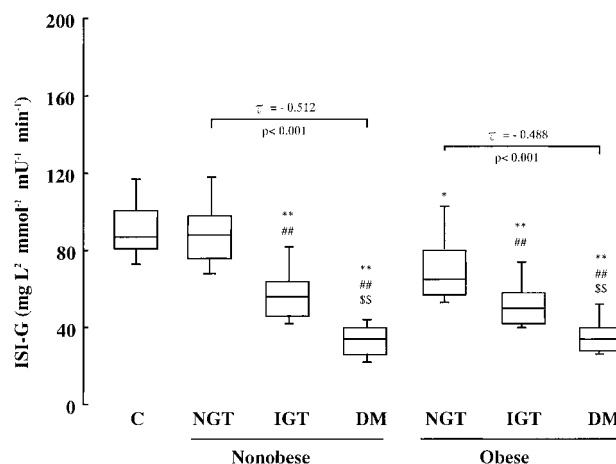 ISI-G (mg L² mmol⁻² mU⁻¹ min⁻¹)
200
160
120
80
40
0
τ = - 0.512
p< 0.001
τ = - 0.488
p< 0.001
**
##
**
##
$$
*
**
##
**
##
$$
C NGT IGT DM NGT IGT DM
Nonobese Obese